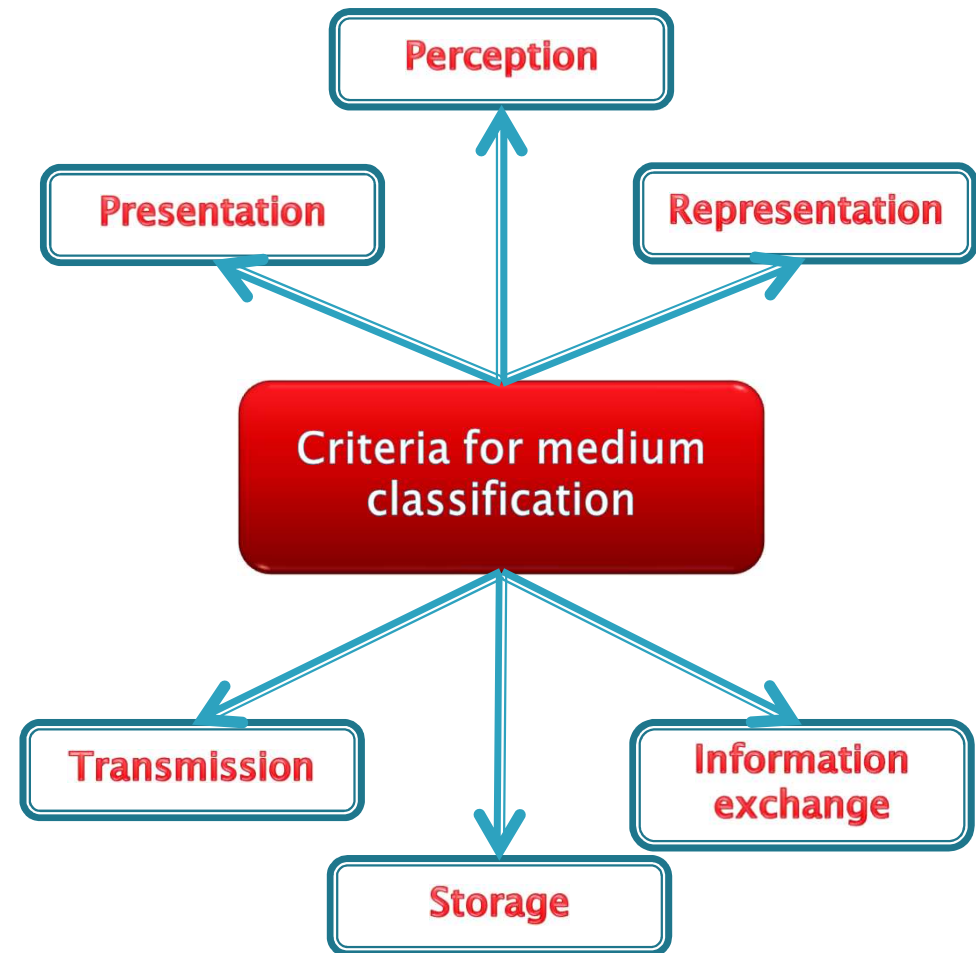 Perception
Presentation
Representation
Criteria for medium
classification
Transmission
Information
exchange
Storage